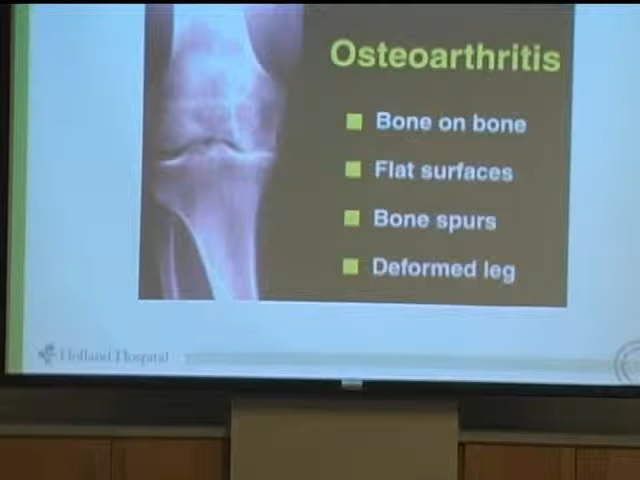 Osteoarthritis
Bone on bone
Flat surfaces
Bone spurs
Deformed leg
Holland Hospital